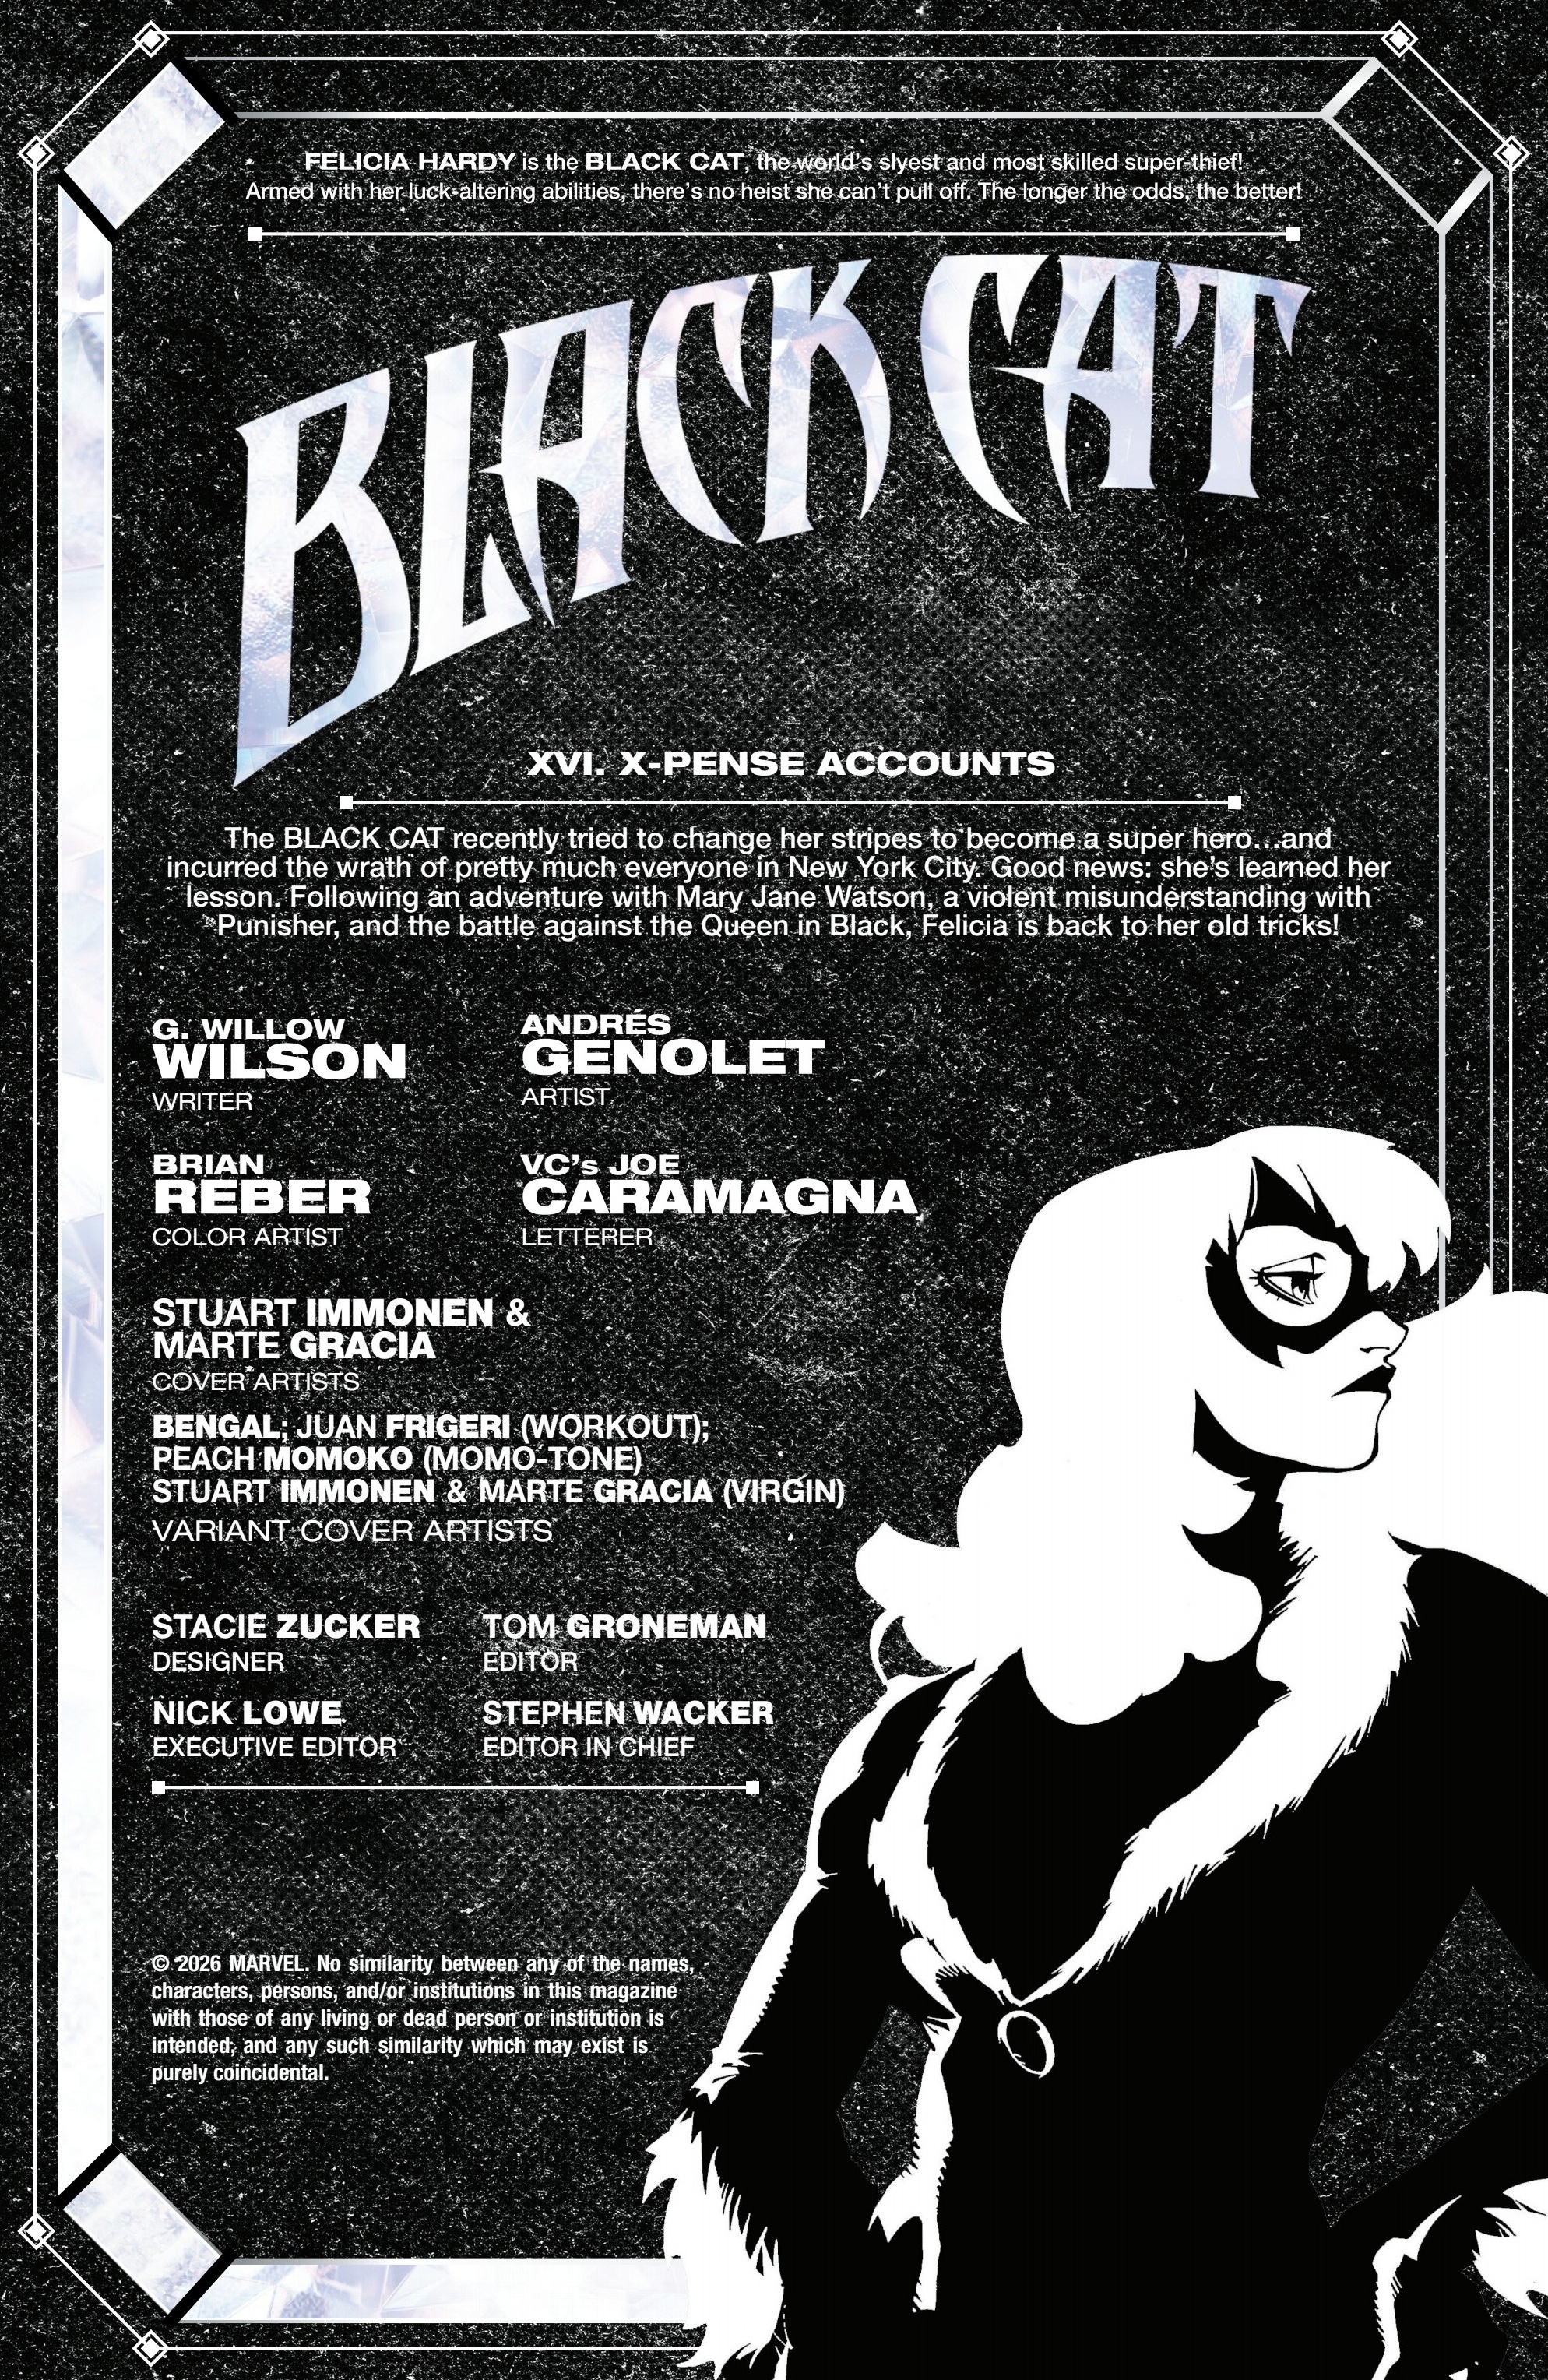 FELICIA HARDY is the BLACK CAT, the world's slyest and most skilled super-thief!
Armed with her luck-altering abilities, there's no heist she can't pull off. The longer the odds, the better!
BLACK CAT
XVI. X-PENSE ACCOUNTS
The BLACK CAT recently tried to change her stripes to become a super hero...and
incurred the wrath of pretty much everyone in New York City. Good news: she's learned her
lesson. Following an adventure with Mary Jane Watson, a violent misunderstanding with
Punisher, and the battle against the Queen in Black, Felicia is back to her old tricks!
G. WILLOW
WILSON
WRITER
ANDRÉS
GENOLET
ARTIST
BRIAN
REBER
COLOR ARTIST
VC's JOE
CARAMAGNA
LETTERER
STUART IMMONEN &
MARTE GRACIA
COVER ARTISTS
BENGAL; JUAN FRIGERI (WORKOUT);
PEACH MOMOKO (MOMO-TONE)
STUART IMMONEN & MARTE GRACIA (VIRGIN)
VARIANT COVER ARTISTS
STACIE ZUCKER
DESIGNER
TOM GRONEMAN
EDITOR
NICK LOWE
EXECUTIVE EDITOR
STEPHEN WACKER
EDITOR IN CHIEF
© 2026 MARVEL. No similarity between any of the names,
characters, persons, and/or institutions in this magazine
with those of any living or dead person or institution is
intended, and any such similarity which may exist is
purely coincidental.